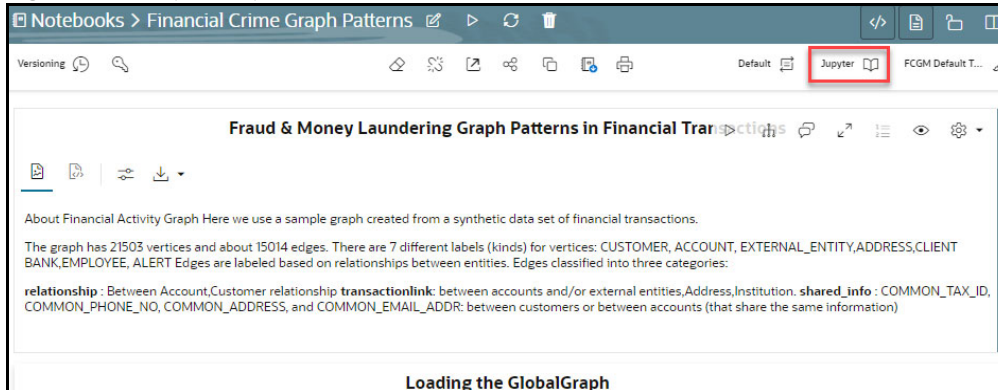 Notebooks > Financial Crime Graph Patterns
</>
Versioning
Default
Jupyter
FCGM Default T...
Fraud & Money Laundering Graph Patterns in Financial Transactions
About Financial Activity Graph Here we use a sample graph created from a synthetic data set of financial transactions.
The graph has 21503 vertices and about 15014 edges. There are 7 different labels (kinds) for vertices: CUSTOMER, ACCOUNT, EXTERNAL_ENTITY,ADDRESS,CLIENT
BANK,EMPLOYEE, ALERT Edges are labeled based on relationships between entities. Edges classified into three categories:
relationship : Between Account,Customer relationship transactionlink: between accounts and/or external entities,Address,Institution. shared_info : COMMON_TAX_ID,
COMMON_PHONE_NO, COMMON_ADDRESS, and COMMON_EMAIL_ADDR: between customers or between accounts (that share the same information)
Loading the GlobalGraph